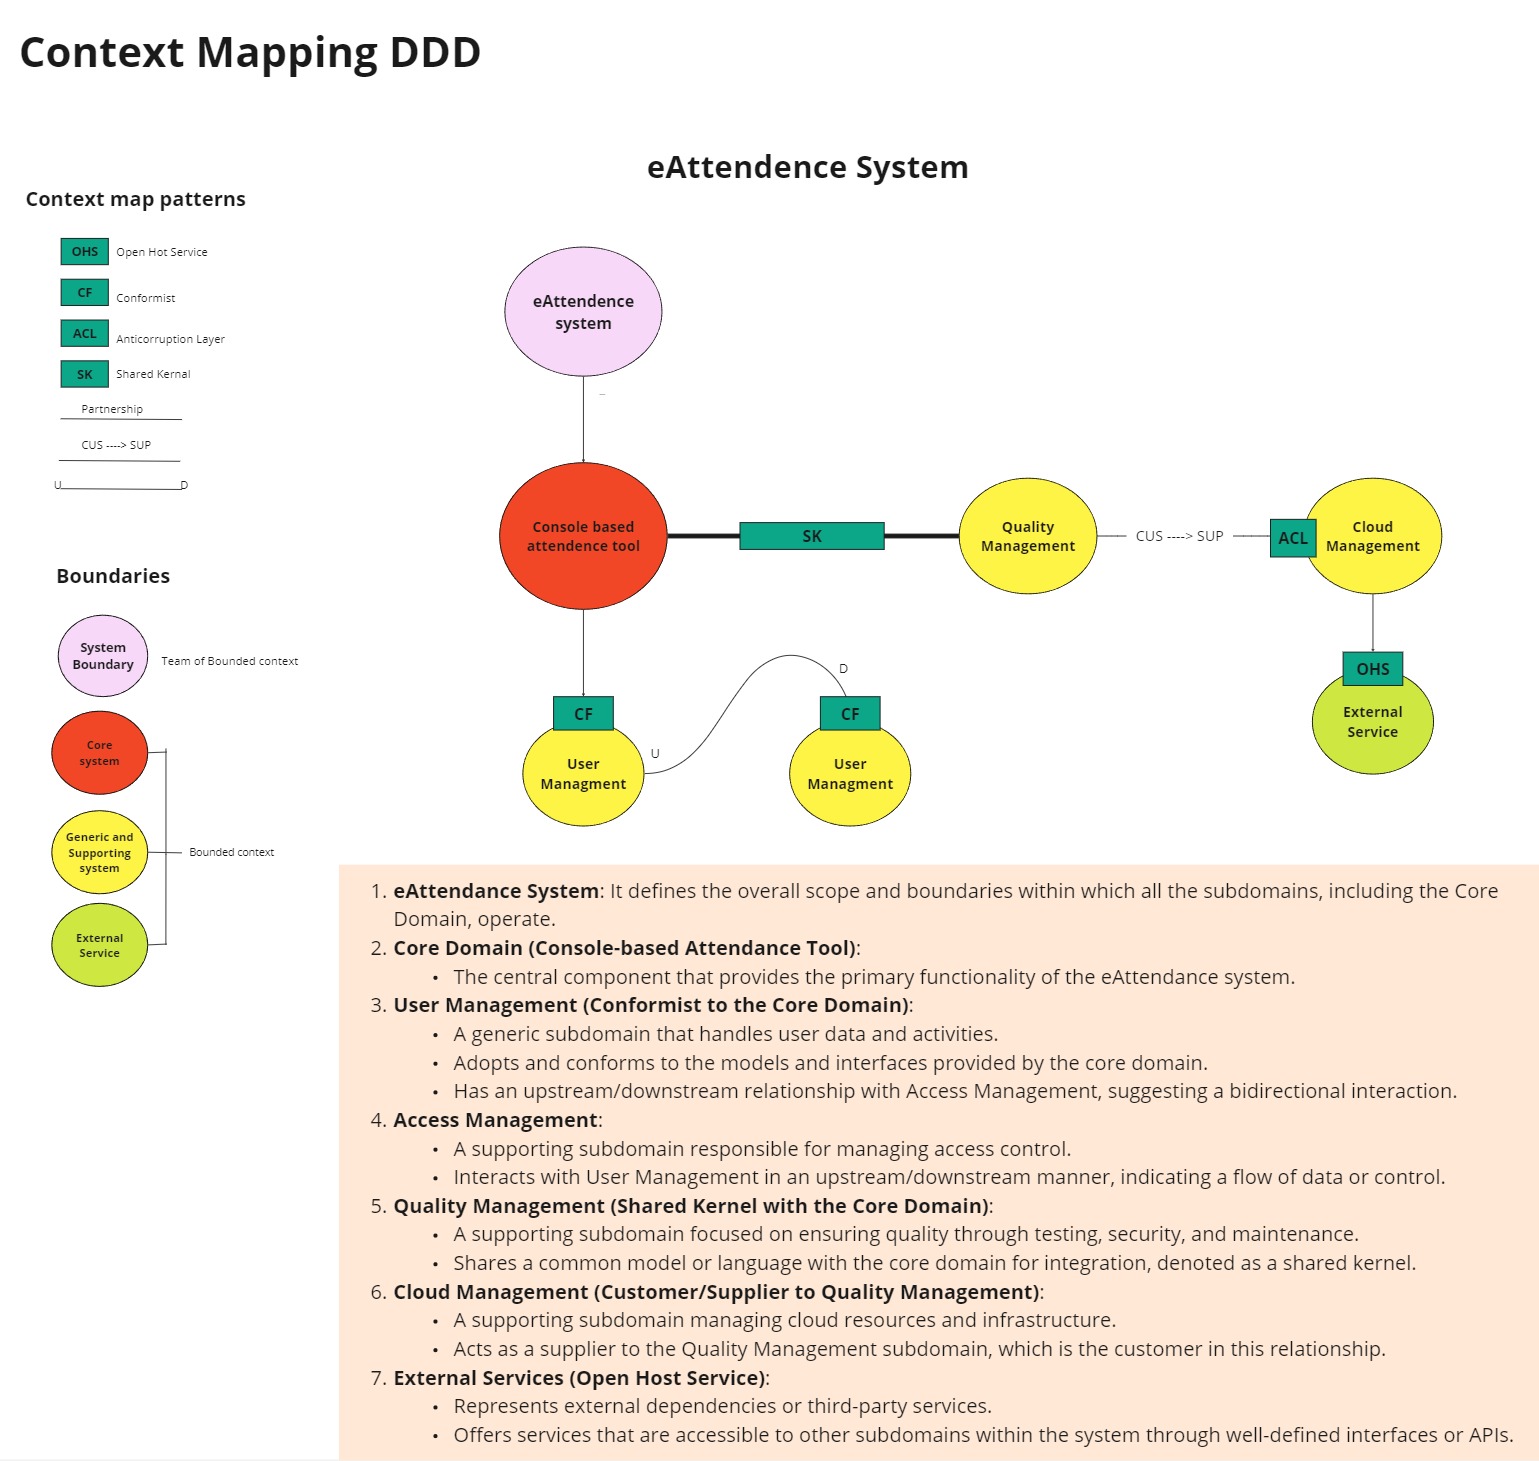 Context Mapping DDD
eAttendence System
Context map patterns
OHS
Open Hot Service
CF
Conformist
ACL
Anticorruption Layer
SK
Shared Kernal
Partnership
CUS ----> SUP
U
D
Boundaries
System
Boundary
Team of Bounded context
Core
system
Generic and
Supporting
system
Bounded context
External
Service
eAttendence
system
Console based
attendence tool
SK
Quality
Management
CUS ----> SUP
ACL
Cloud
Management
CF
User
Managment
U
D
CF
User
Managment
OHS
External
Service
1. eAttendance System: It defines the overall scope and boundaries within which all the subdomains, including the Core
Domain, operate.
2. Core Domain (Console-based Attendance Tool):
• The central component that provides the primary functionality of the eAttendance system.
3. User Management (Conformist to the Core Domain):
• A generic subdomain that handles user data and activities.
• Adopts and conforms to the models and interfaces provided by the core domain.
• Has an upstream/downstream relationship with Access Management, suggesting a bidirectional interaction.
4. Access Management:
• A supporting subdomain responsible for managing access control.
• Interacts with User Management in an upstream/downstream manner, indicating a flow of data or control.
5. Quality Management (Shared Kernel with the Core Domain):
• A supporting subdomain focused on ensuring quality through testing, security, and maintenance.
• Shares a common model or language with the core domain for integration, denoted as a shared kernel.
6. Cloud Management (Customer/Supplier to Quality Management):
• A supporting subdomain managing cloud resources and infrastructure.
• Acts as a supplier to the Quality Management subdomain, which is the customer in this relationship.
7. External Services (Open Host Service):
• Represents external dependencies or third-party services.
• Offers services that are accessible to other subdomains within the system through well-defined interfaces or APIs.